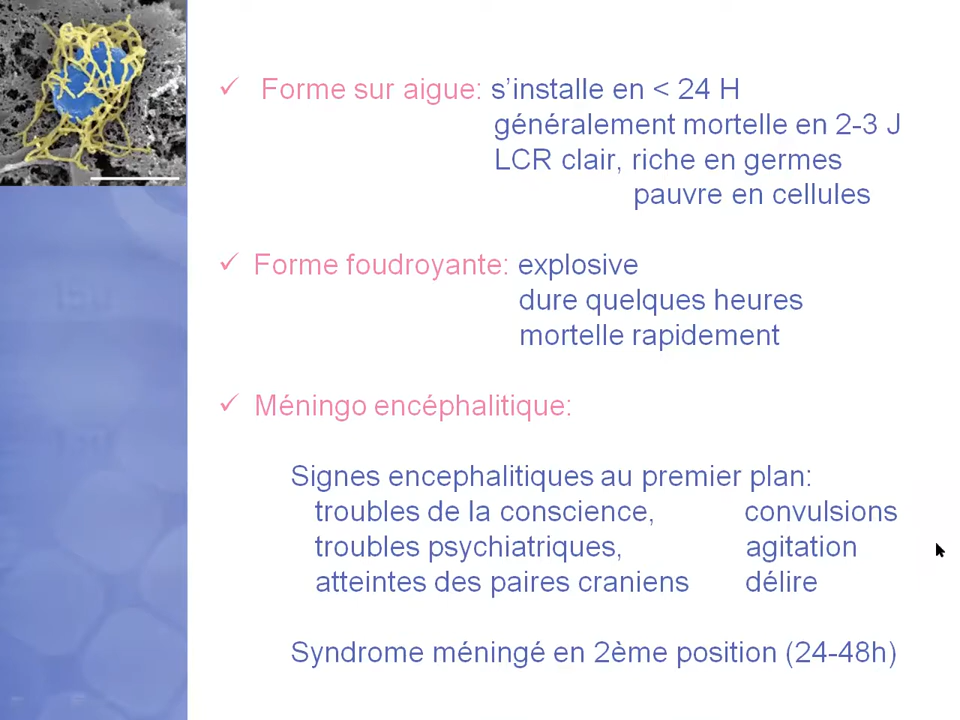 ✓ Forme sur aigue: s’installe en < 24 H
généralement mortelle en 2-3 J
LCR clair, riche en germes
pauvre en cellules
✓ Forme foudroyante: explosive
dure quelques heures
mortelle rapidement
✓ Méningo encéphalitique:
Signes encephalitiques au premier plan:
troubles de la conscience, convulsions
troubles psychiatriques, agitation
atteintes des paires craniens délire
Syndrome méningé en 2ème position (24-48h)